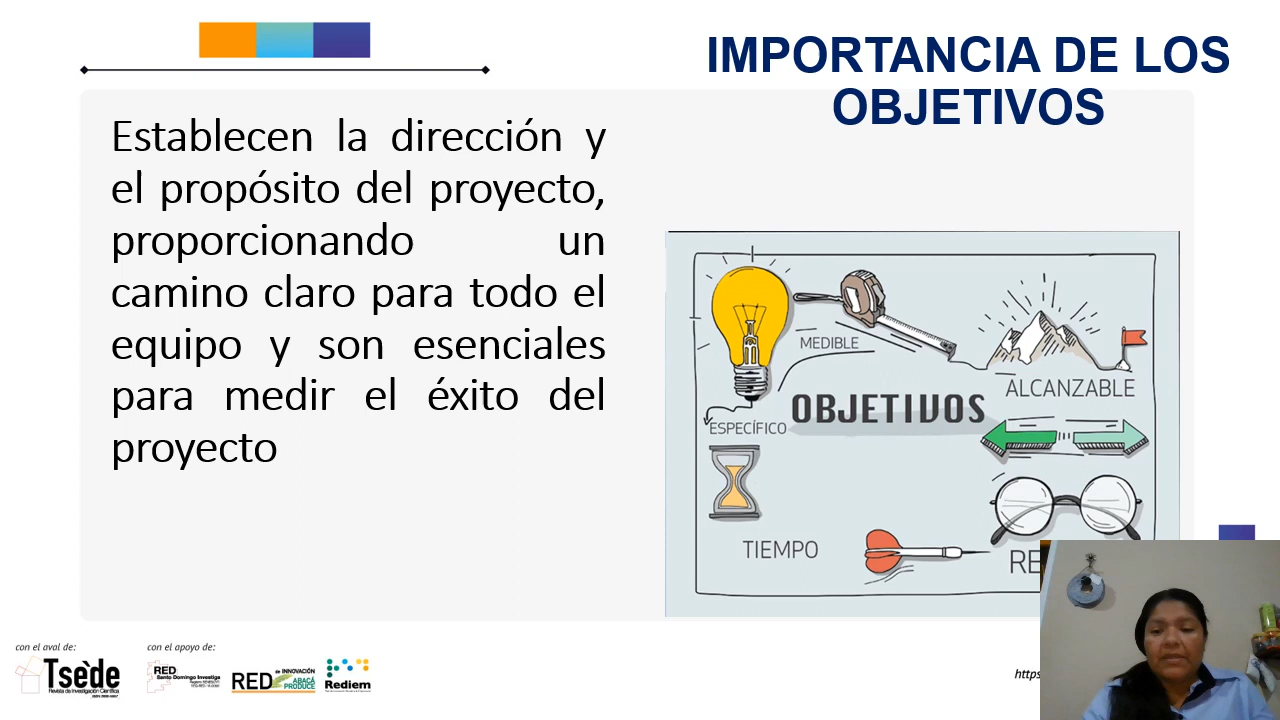 IMPORTANCIA DE LOS
OBJETIVOS
Establecen la dirección y
el propósito del proyecto,
proporcionando un
camino claro para todo el
equipo y son esenciales
para medir el éxito del
proyecto
MEDIBLE
ALCANZABLE
OBJETIVOS
ESPECÍFICO
TIEMPO
RE
con el aval de:
Tsède
Revista de Investigación Científica
con el apoyo de:
RED
Santo Domingo Investiga
RED de INNOVACIÓN
ABACÁ
PRODUCE
Rediem
https